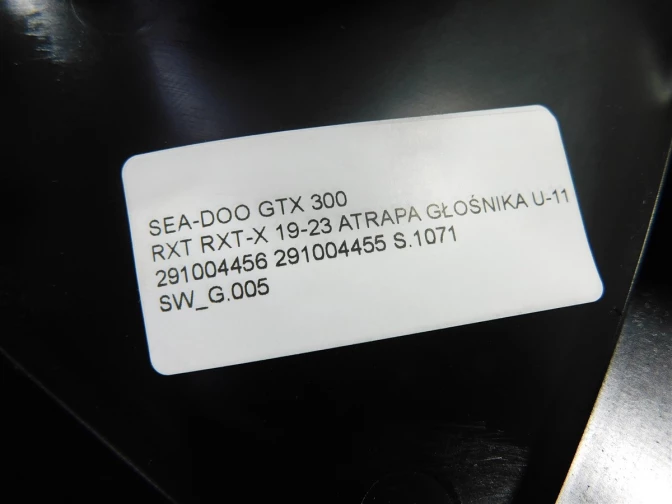 SEA-DOO GTX 300
RXT RXT-X 19-23 ATRAPA GŁOŚNIKA U-11
291004456 291004455 S.1071
SW_G.005